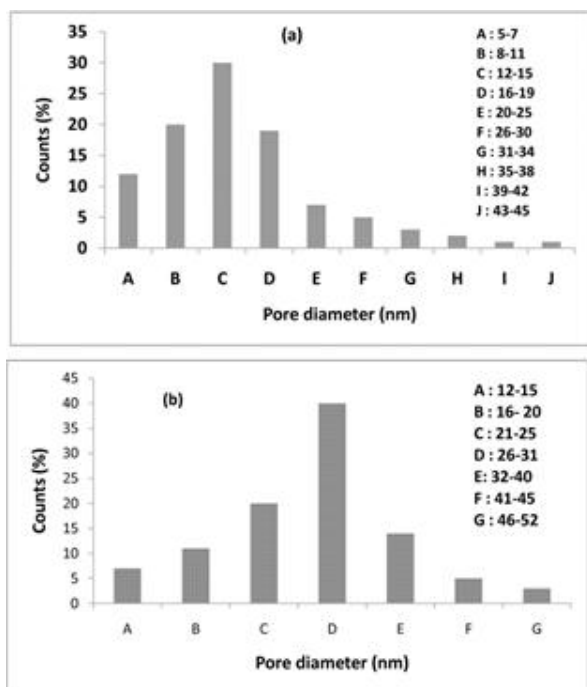 (a)
35
30
25
20
15
10
5
0
Counts (%)
A B C D E F G H I J
Pore diameter (nm)
A : 5-7
B : 8-11
C : 12-15
D : 16-19
E : 20-25
F : 26-30
G : 31-34
H : 35-38
I : 39-42
J : 43-45
(b)
45
40
35
30
25
20
15
10
5
0
Counts (%)
A B C D E F G
Pore diameter (nm)
A : 12-15
B : 16- 20
C : 21-25
D : 26-31
E: 32-40
F : 41-45
G : 46-52